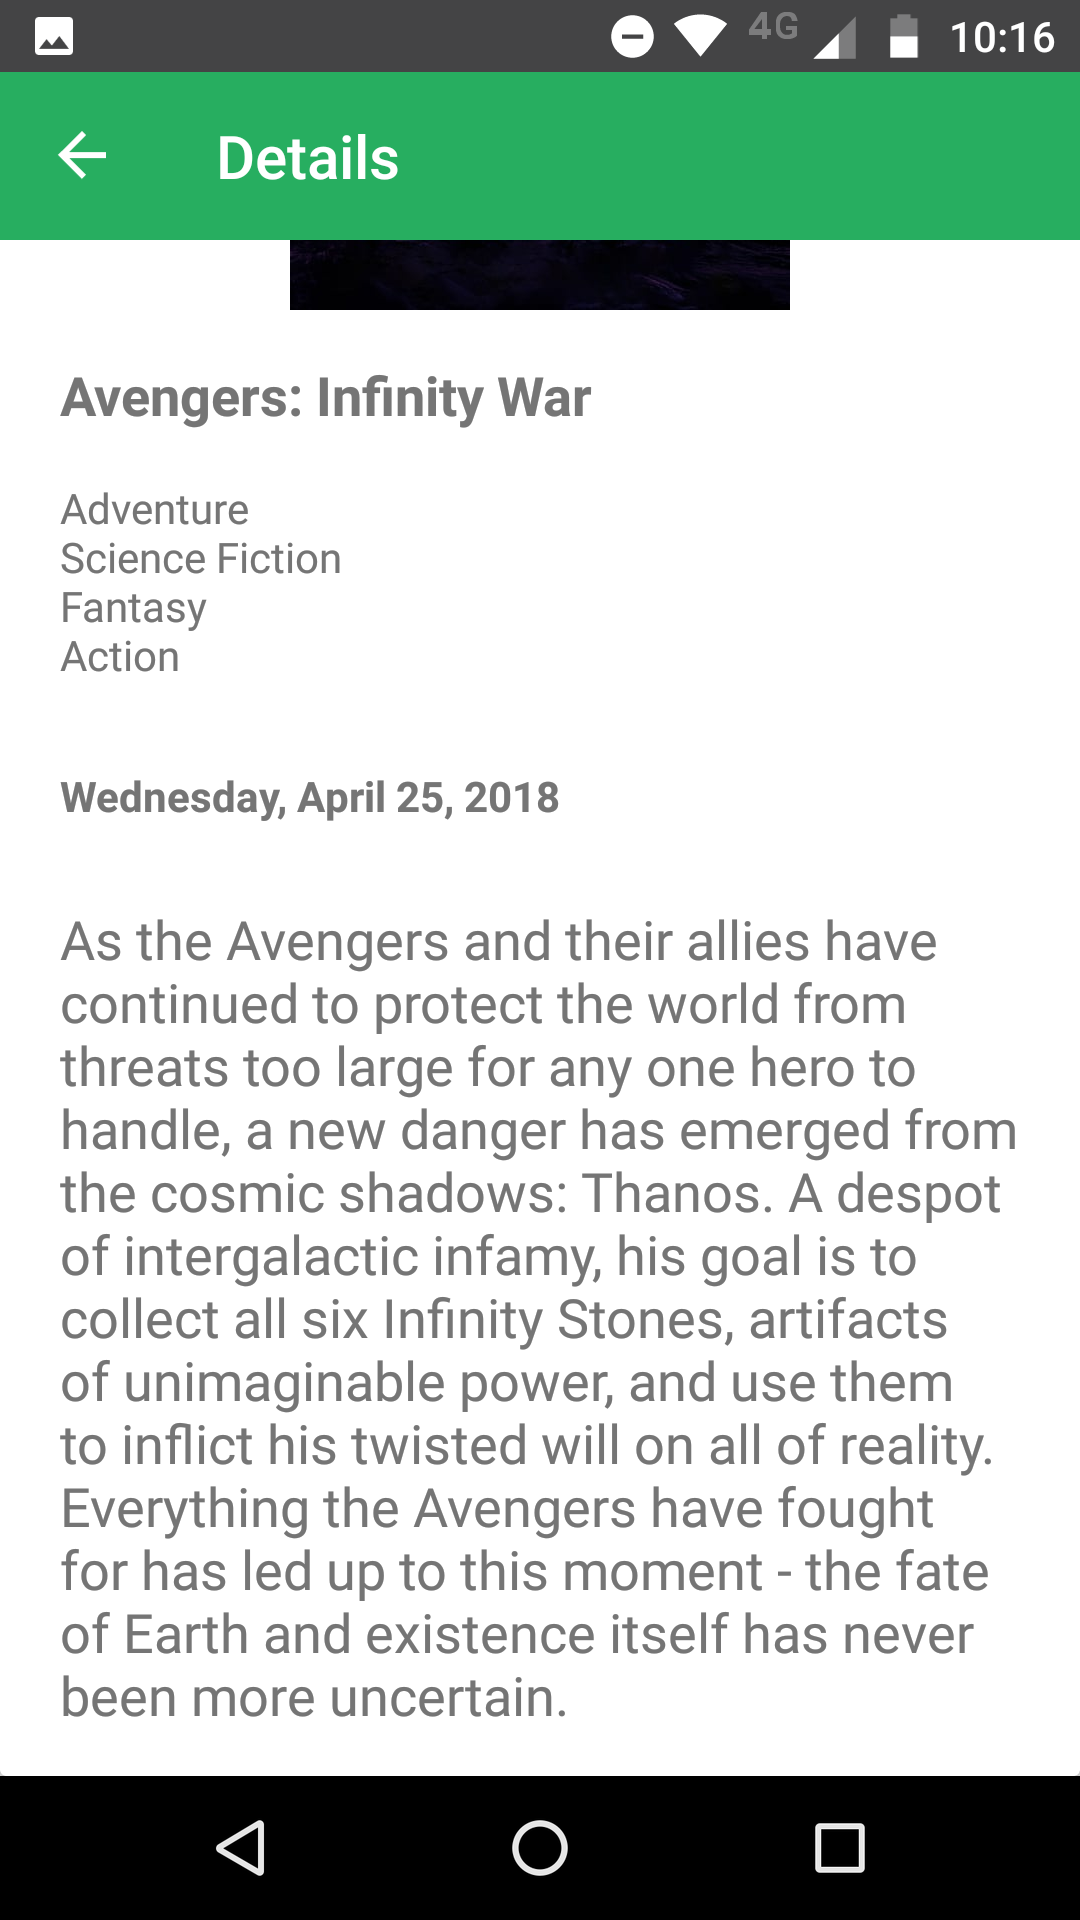 4G 10:16
Details
Avengers: Infinity War
Adventure
Science Fiction
Fantasy
Action
Wednesday, April 25, 2018
As the Avengers and their allies have
continued to protect the world from
threats too large for any one hero to
handle, a new danger has emerged from
the cosmic shadows: Thanos. A despot
of intergalactic infamy, his goal is to
collect all six Infinity Stones, artifacts
of unimaginable power, and use them
to inflict his twisted will on all of reality.
Everything the Avengers have fought
for has led up to this moment - the fate
of Earth and existence itself has never
been more uncertain.